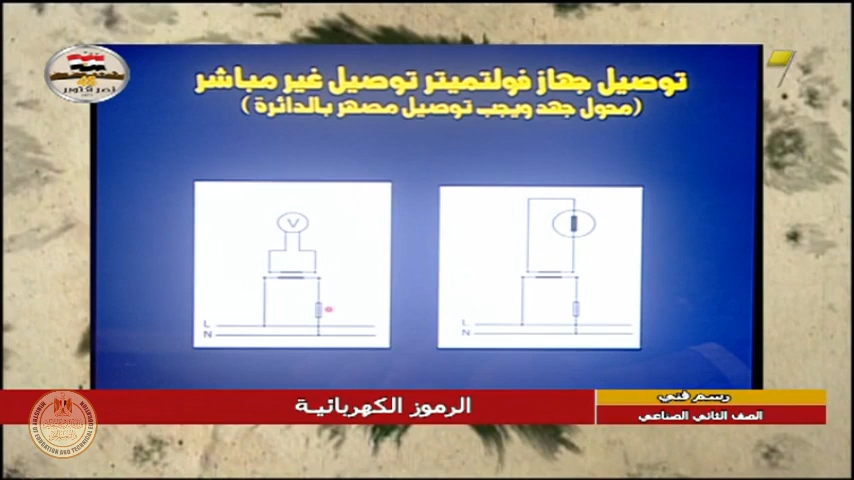 توصيل جهاز فولتميتر توصيل غير مباشر
(محول جهد ويجب توصيل مصهر بالدائرة )
V
L
N
L
N
رسم فني
الرموز الكهربائية
الصف الثاني الصناعي